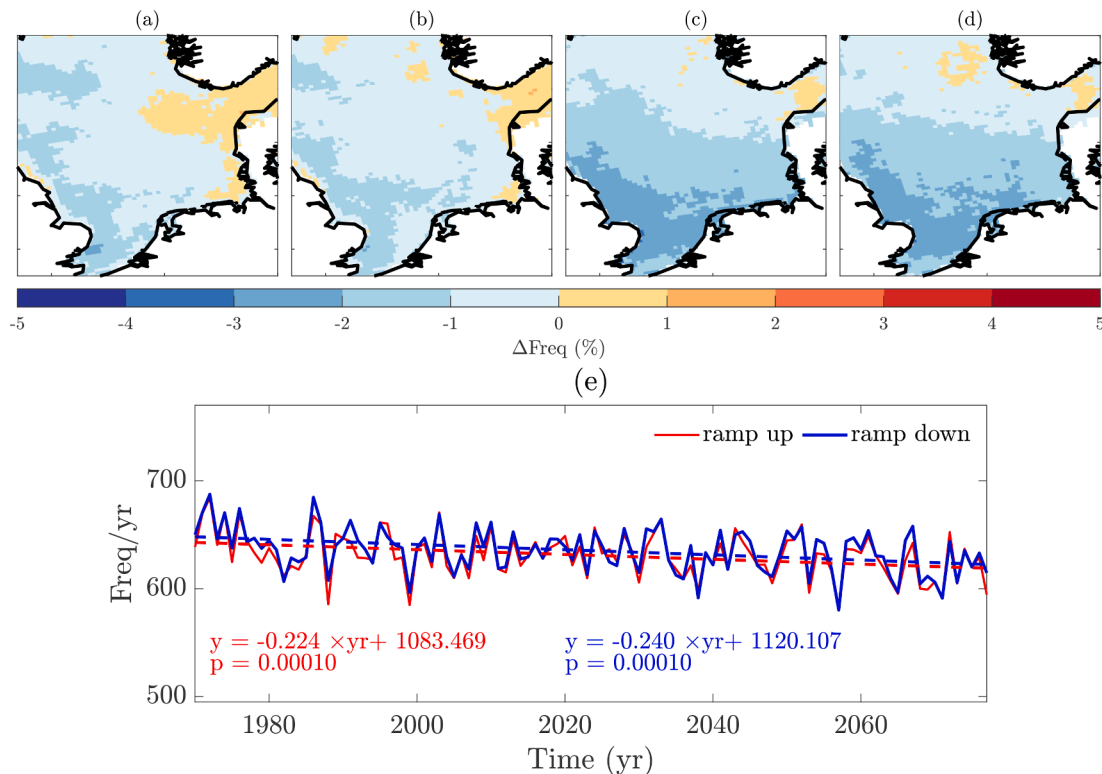 (a) (b) (c) (d)
-5 -4 -3 -2 -1 0 1 2 3 4 5
ΔFreq (%)
(e)
ramp up ramp down
700
600
500
Freq/yr
y = -0.224 ×yr+ 1083.469
p = 0.00010
y = -0.240 ×yr+ 1120.107
p = 0.00010
1980 2000 2020 2040 2060
Time (yr)